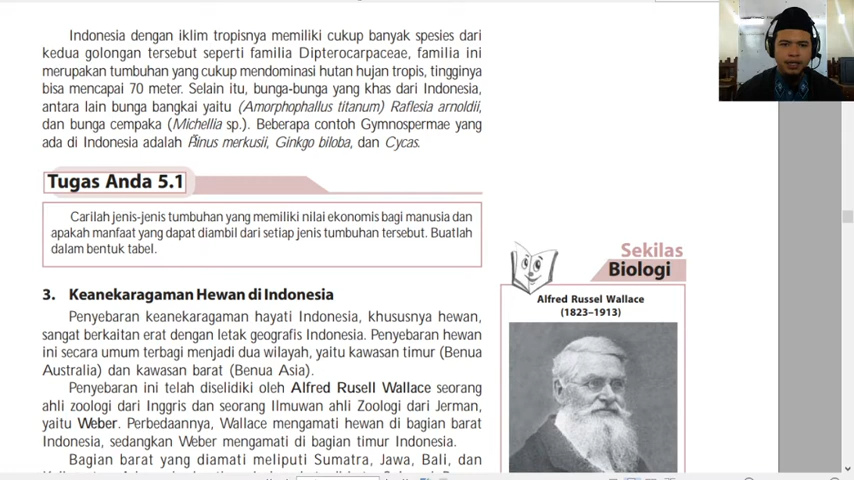 Indonesia dengan iklim tropisnya memiliki cukup banyak spesies dari
kedua golongan tersebut seperti familia Dipterocarpaceae, familia ini
merupakan tumbuhan yang cukup mendominasi hutan hujan tropis, tingginya
bisa mencapai 70 meter. Selain itu, bunga-bunga yang khas dari Indonesia,
antara lain bunga bangkai yaitu (Amorphophallus titanum) Raflesia arnoldii,
dan bunga cempaka (Michellia sp.). Beberapa contoh Gymnospermae yang
ada di Indonesia adalah Pinus merkusii, Ginkgo biloba, dan Cycas.
Tugas Anda 5.1
Carilah jenis-jenis tumbuhan yang memiliki nilai ekonomis bagi manusia dan
apakah manfaat yang dapat diambil dari setiap jenis tumbuhan tersebut. Buatlah
dalam bentuk tabel.
3. Keanekaragaman Hewan di Indonesia
Penyebaran keanekaragaman hayati Indonesia, khususnya hewan,
sangat berkaitan erat dengan letak geografis Indonesia. Penyebaran hewan
ini secara umum terbagi menjadi dua wilayah, yaitu kawasan timur (Benua
Australia) dan kawasan barat (Benua Asia).
Penyebaran ini telah diselidiki oleh Alfred Rusell Wallace seorang
ahli zoologi dari Inggris dan seorang Ilmuwan ahli Zoologi dari Jerman,
yaitu Weber. Perbedaannya, Wallace mengamati hewan di bagian barat
Indonesia, sedangkan Weber mengamati di bagian timur Indonesia.
Bagian barat yang diamati meliputi Sumatra, Jawa, Bali, dan
Sekilas
Biologi
Alfred Russel Wallace
(1823–1913)